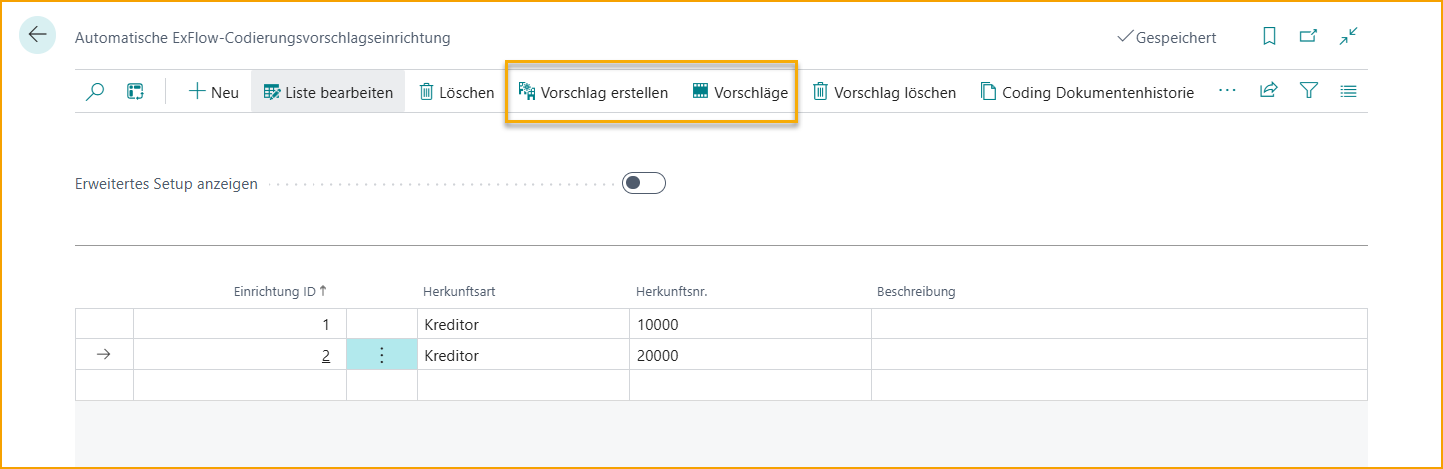 Automatische ExFlow-Codierungsvorschlagseinrichtung Gespeichert
Neu Liste bearbeiten Löschen Vorschlag erstellen Vorschläge Vorschlag löschen Coding Dokumentenhistorie
Erweitertes Setup anzeigen
Einrichtung ID ↑ Herkunftsart Herkunftsnr. Beschreibung
1 Kreditor 10000
2 Kreditor 20000